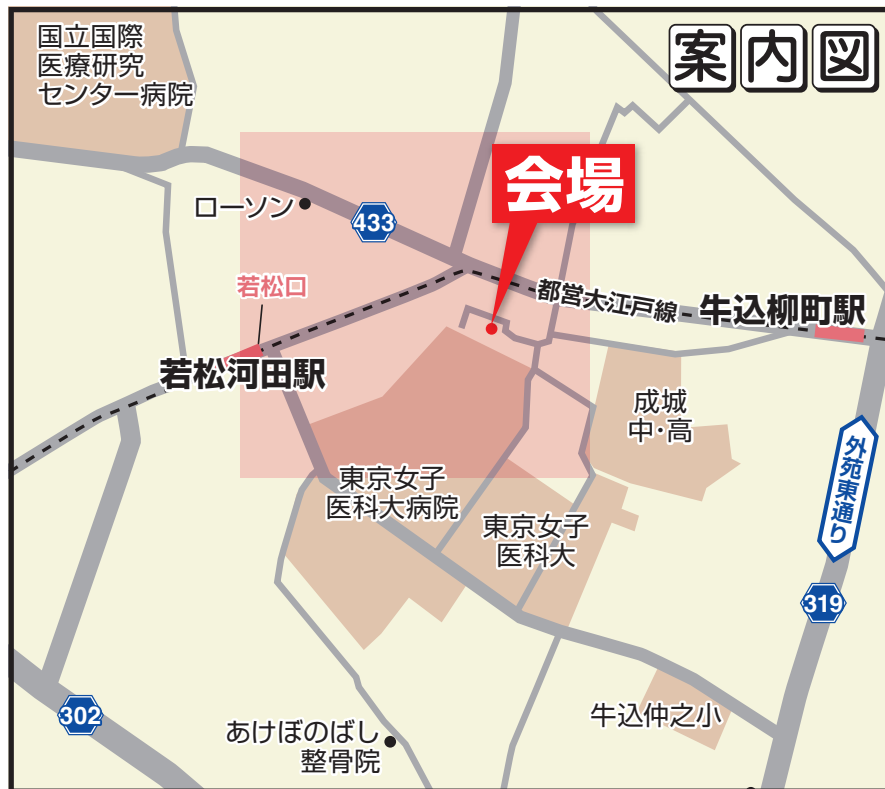 案内図
国立国際
医療研究
センター病院
会場
ローソン
433
若松口
都営大江戸線
牛込柳町駅
若松河田駅
成城
中・高
外苑東通り
東京女子
医科大病院
東京女子
医科大
319
302
牛込仲之小
あけぼのばし
整骨院